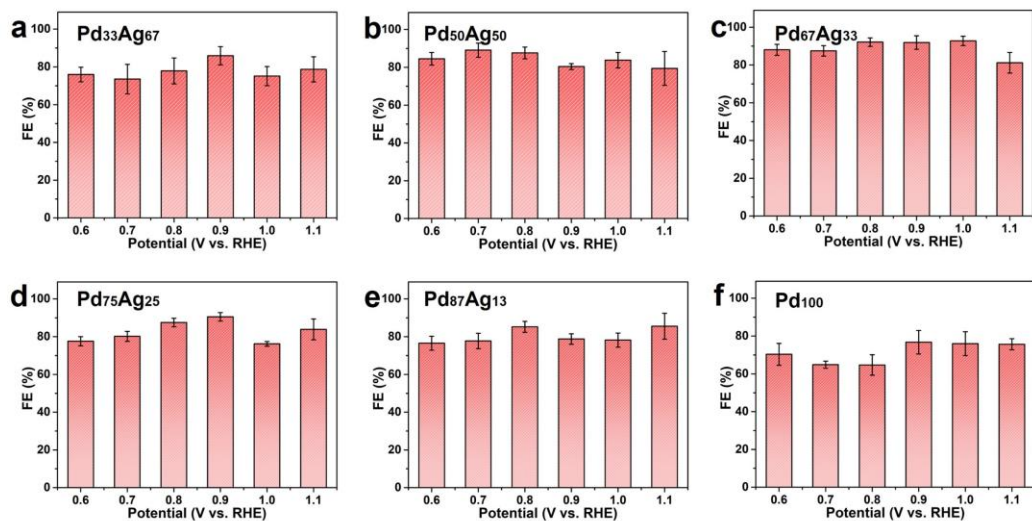 a Pd33Ag67
FE (%)
100
80
60
40
20
0
0.6 0.7 0.8 0.9 1.0 1.1
Potential (V vs. RHE)
b Pd50Ag50
FE (%)
100
80
60
40
20
0
0.6 0.7 0.8 0.9 1.0 1.1
Potential (V vs. RHE)
c Pd67Ag33
FE (%)
100
80
60
40
20
0
0.6 0.7 0.8 0.9 1.0 1.1
Potential (V vs. RHE)
d Pd75Ag25
FE (%)
100
80
60
40
20
0
0.6 0.7 0.8 0.9 1.0 1.1
Potential (V vs. RHE)
e Pd87Ag13
FE (%)
100
80
60
40
20
0
0.6 0.7 0.8 0.9 1.0 1.1
Potential (V vs. RHE)
f Pd100
FE (%)
100
80
60
40
20
0
0.6 0.7 0.8 0.9 1.0 1.1
Potential (V vs. RHE)